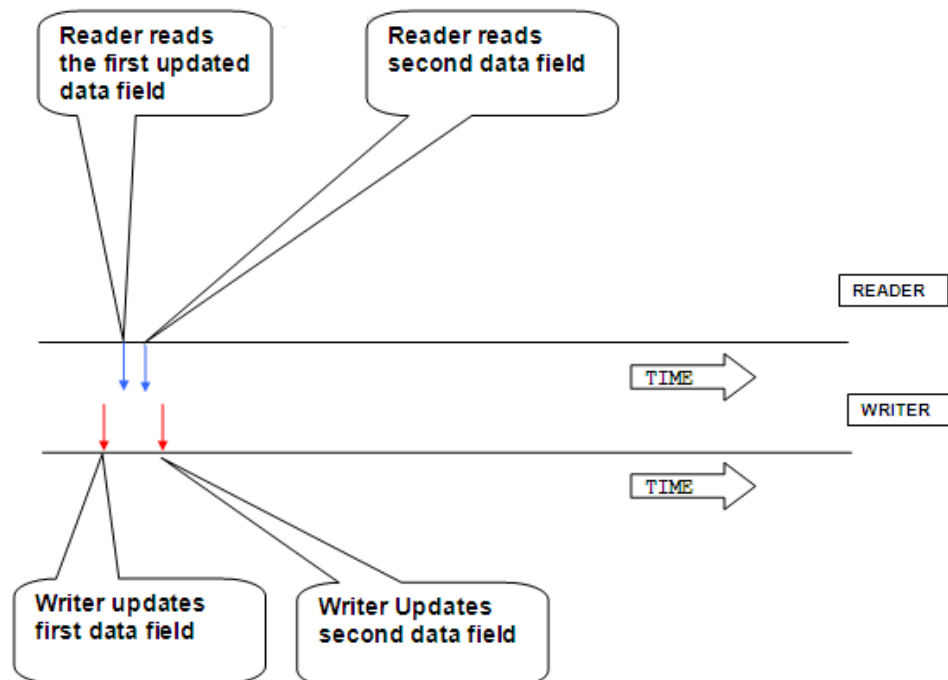 Reader reads
the first updated
data field
Reader reads
second data field
READER
TIME
WRITER
TIME
Writer updates
first data field
Writer Updates
second data field